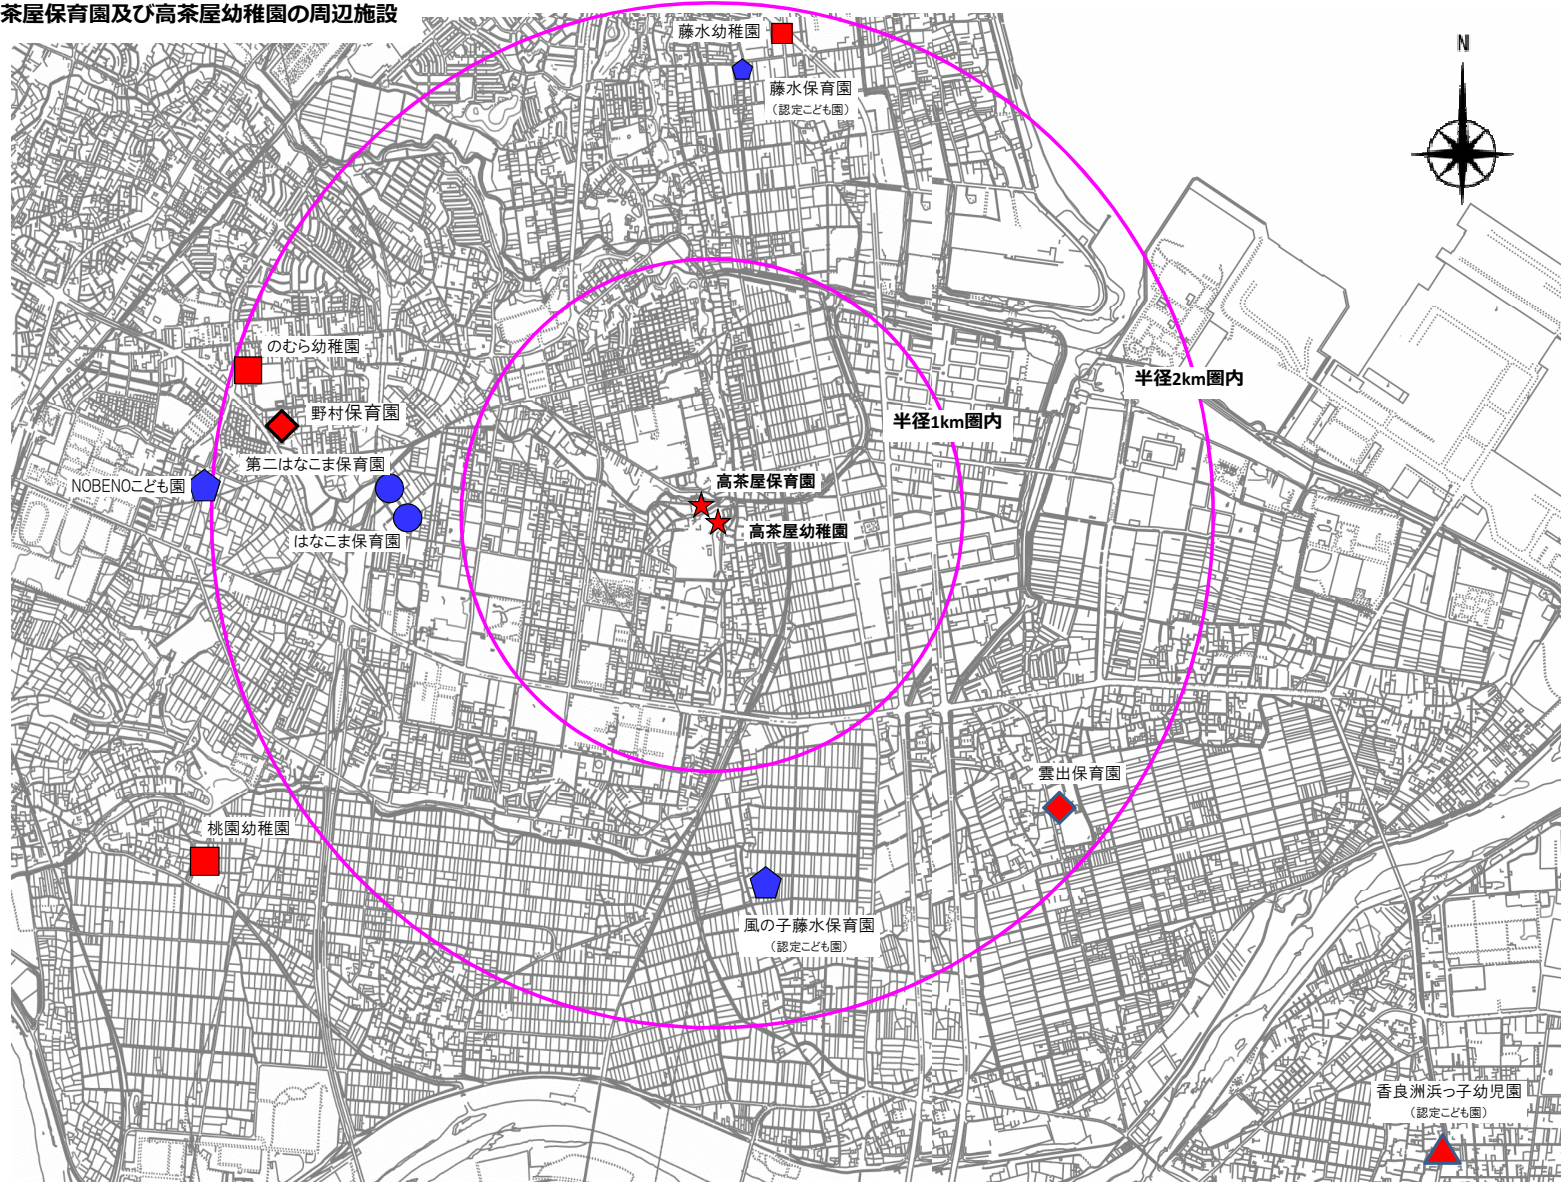 茶屋保育園及び高茶屋幼稚園の周辺施設
藤水幼稚園
N
藤水保育園
（認定こども園）
のむら幼稚園
半径2km圏内
野村保育園
半径1km圏内
第二はなこま保育園
高茶屋保育園
NOBENOこども園
高茶屋幼稚園
はなこま保育園
雲出保育園
桃園幼稚園
風の子藤水保育園
（認定こども園）
香良洲浜っ子幼児園
（認定こども園）